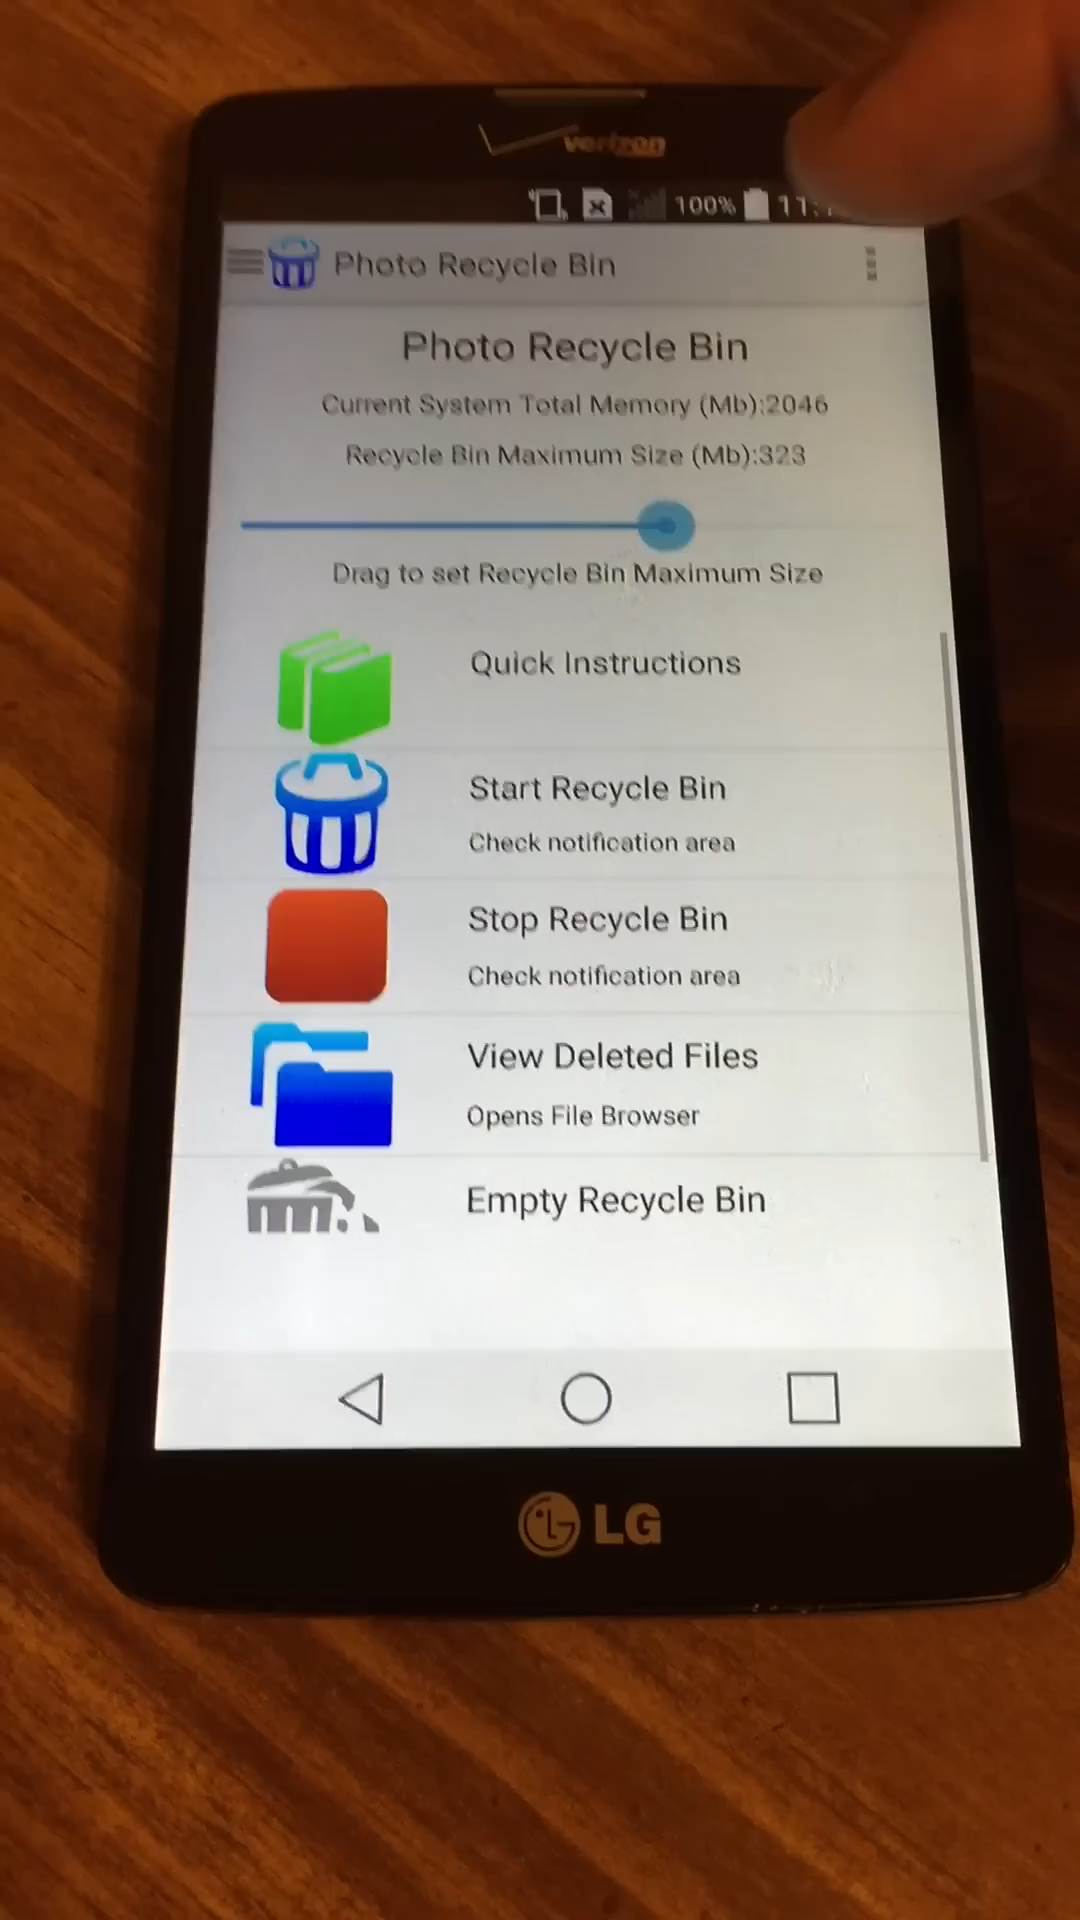 verizon
100%
Photo Recycle Bin
Photo Recycle Bin
Current System Total Memory (Mb):2046
Recycle Bin Maximum Size (Mb):323
Drag to set Recycle Bin Maximum Size
Quick Instructions
Start Recycle Bin
Check notification area
Stop Recycle Bin
Check notification area
View Deleted Files
Opens File Browser
Empty Recycle Bin
LG